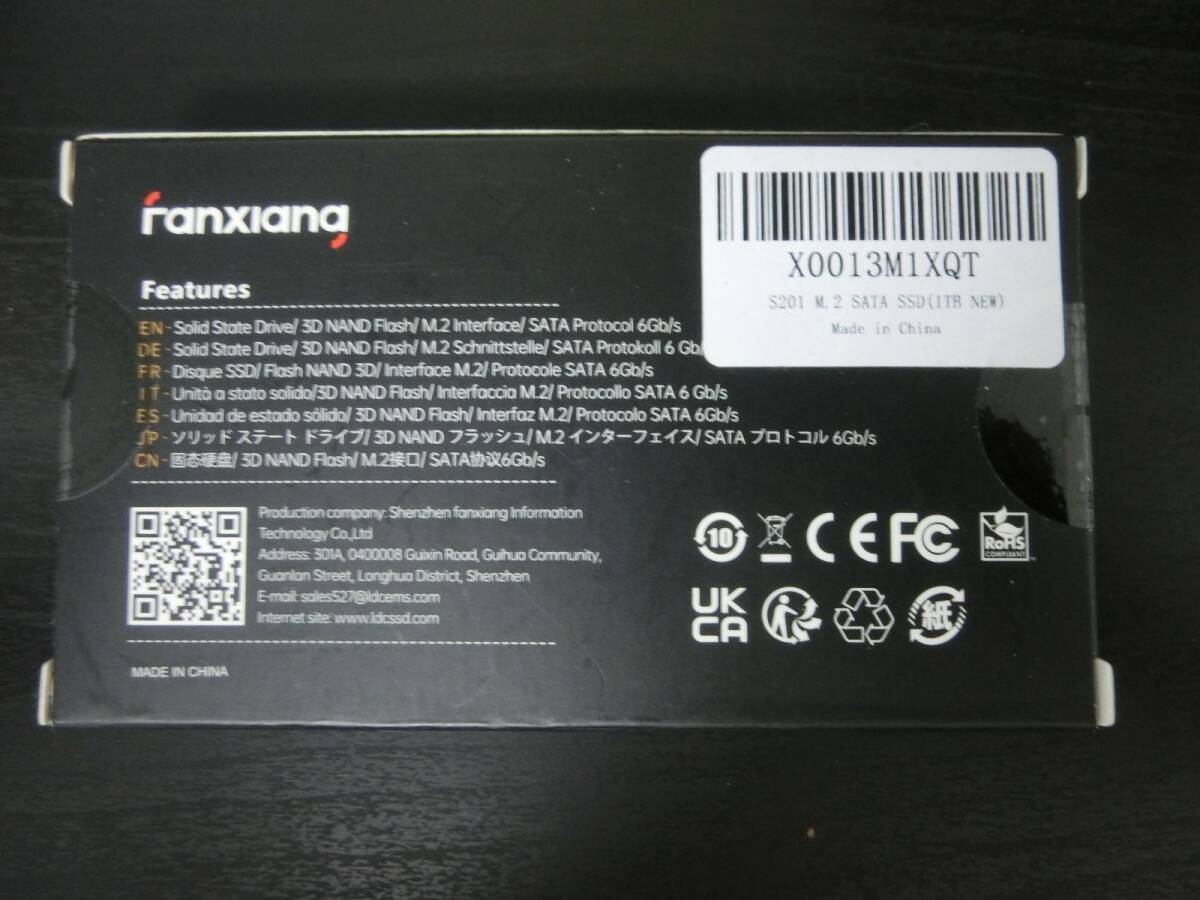 fanxiang
X0013M1XQT
S201 M.2 SATA SSD(1TB NEW)
Made in China
Features
EN - Solid State Drive/ 3D NAND Flash/ M.2 Interface/ SATA Protocol 6Gb/s
DE - Solid State Drive/ 3D NAND Flash/ M.2 Schnittstelle/ SATA Protokoll 6 Gb/
FR - Disque SSD/ Flash NAND 3D/ Interface M.2/ Protocole SATA 6Gb/s
IT - Unità a stato solido/3D NAND Flash/ Interfaccia M.2/ Protocollo SATA 6 Gb/s
ES - Unidad de estado sólido/ 3D NAND Flash/ Interfaz M.2/ Protocolo SATA 6Gb/s
JP - ソリッド ステート ドライブ/ 3D NAND フラッシュ/ M.2 インターフェイス/ SATA プロトコル 6Gb/s
CN - 固态硬盘/ 3D NAND Flash/ M.2接口/ SATA协议6Gb/s
Production company: Shenzhen fanxiang Information
Technology Co.,Ltd
Address: 301A, 0400008 Guixin Road, Guihua Community,
Guanlan Street, Longhua District, Shenzhen
E-mail: sales527@ldcems.com
Internet site: www.ldcssd.com
MADE IN CHINA
10
CE
FC
RoHS
COMPLIANT
UK
CA
紙